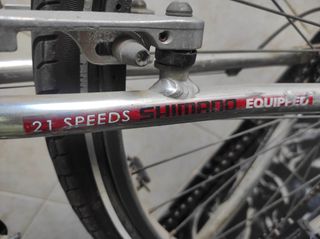 21 SPEEDS SHIMANO EQUIPPED